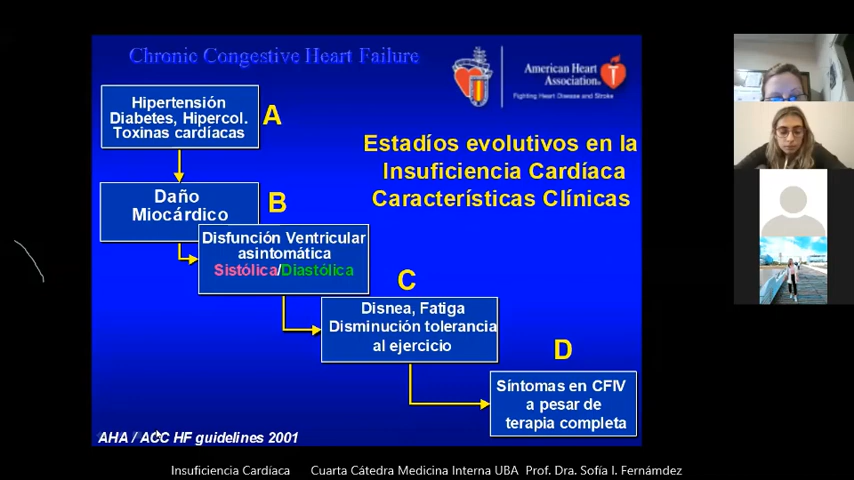 Chronic Congestive Heart Failure
American Heart
Association®
Fighting Heart Disease and Stroke
Hipertensión
Diabetes, Hipercol.
Toxinas cardíacas
A
Estadíos evolutivos en la
Insuficiencia Cardíaca
Características Clínicas
Daño
Miocárdico
B
Disfunción Ventricular
asintomática
Sistólica/Diastólica
C
Disnea, Fatiga
Disminución tolerancia
al ejercicio
D
Síntomas en CFIV
a pesar de
terapia completa
AHA / ACC HF guidelines 2001
Insuficiencia Cardíaca Cuarta Cátedra Medicina Interna UBA Prof. Dra. Sofía I. Fernámdez